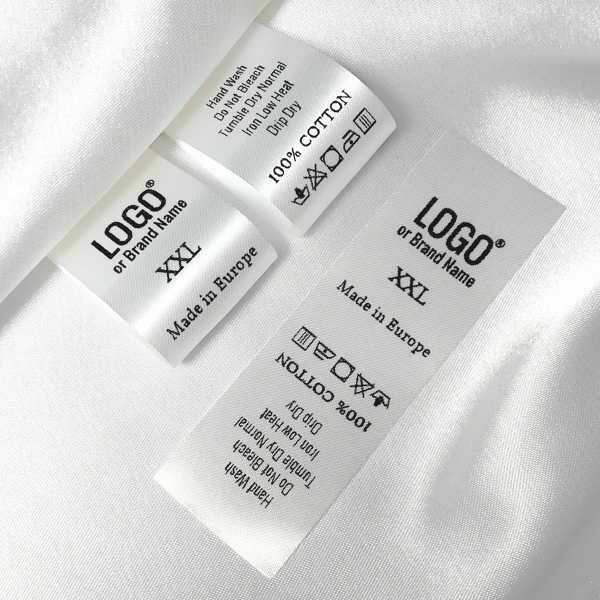 Hand Wash
Do Not Bleach
Tumble Dry Normal
Iron Low Heat
Drip Dry
100% COTTON
LOGO®
or Brand Name
XXL
Made in Europe
LOGO®
or Brand Name
XXL
Made in Europe
100% COTTON
Drip Dry
Iron Low Heat
Tumble Dry Normal
Do Not Bleach
Hand Wash